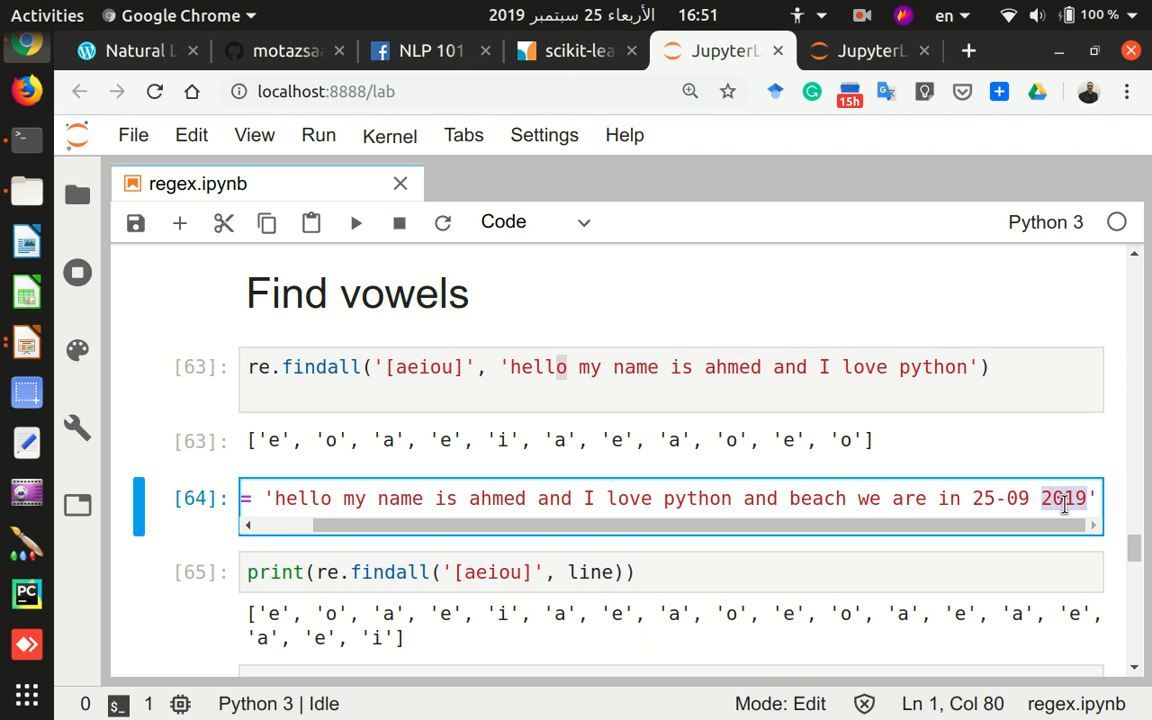 Activities Google Chrome الأربعاء 25 سبتمبر 2019 16:51 en 100 %
Natural L motazsaa NLP 101 scikit-lea JupyterL JupyterL
localhost:8888/lab 15h
File Edit View Run Kernel Tabs Settings Help
regex.ipynb
Code Python 3
Find vowels
[63]: re.findall('[aeiou]', 'hello my name is ahmed and I love python')
[63]: ['e', 'o', 'a', 'e', 'i', 'a', 'e', 'a', 'o', 'e', 'o']
[64]: = 'hello my name is ahmed and I love python and beach we are in 25-09 2019'
[65]: print(re.findall('[aeiou]', line))
['e', 'o', 'a', 'e', 'i', 'a', 'e', 'a', 'o', 'e', 'o', 'a', 'e', 'a', 'e',
'a', 'e', 'i']
0 1 Python 3 | Idle Mode: Edit Ln 1, Col 80 regex.ipynb
PC